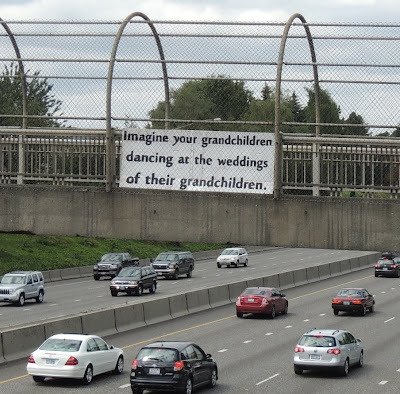 Imagine your grandchildren
dancing at the weddings
of their grandchildren.